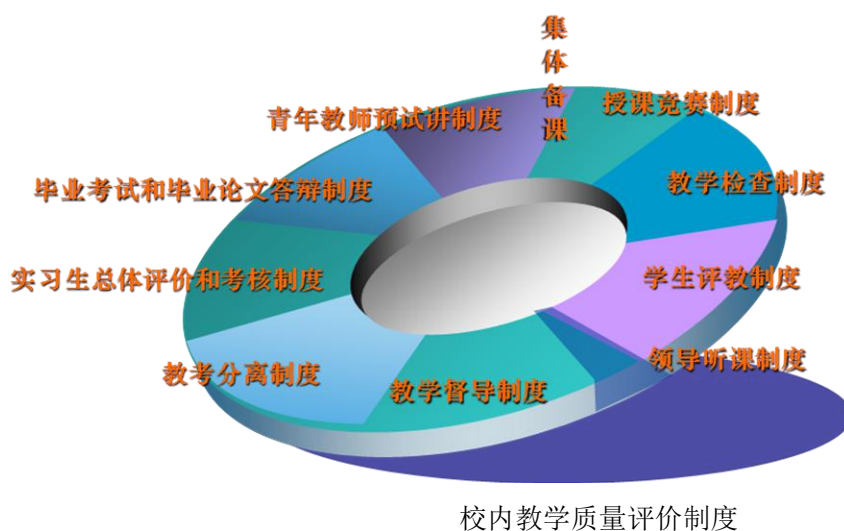 集体备课
青年教师预试讲制度
授课竞赛制度
毕业考试和毕业论文答辩制度
教学检查制度
实习生总体评价和考核制度
学生评教制度
教考分离制度
教学督导制度
领导听课制度
校内教学质量评价制度